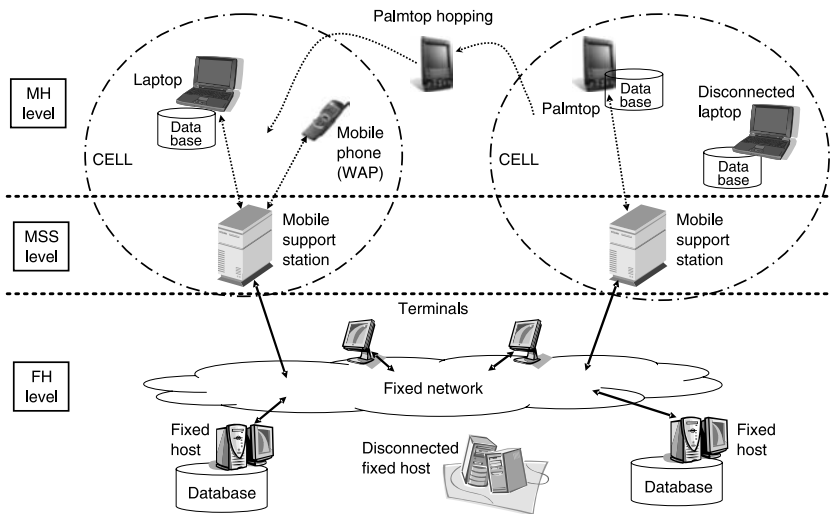 Palmtop hopping
MH
level
Laptop
Data
base
CELL
Mobile
phone
(WAP)
Palmtop
Data
base
Disconnected
laptop
Data
base
CELL
MSS
level
Mobile
support
station
Mobile
support
station
Terminals
FH
level
Fixed network
Fixed
host
Database
Disconnected
fixed host
Fixed
host
Database